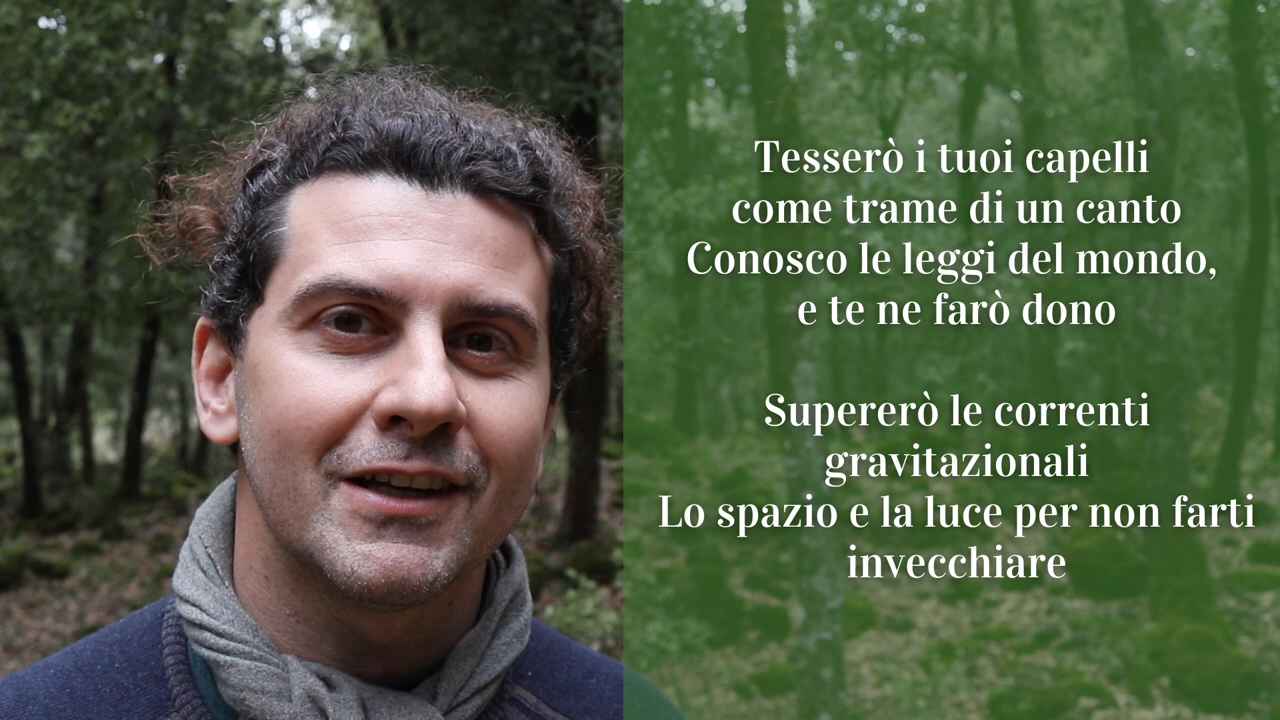 Tesserò i tuoi capelli
come trame di un canto
Conosco le leggi del mondo,
e te ne farò dono
Supererò le correnti
gravitazionali
Lo spazio e la luce per non farti
invecchiare